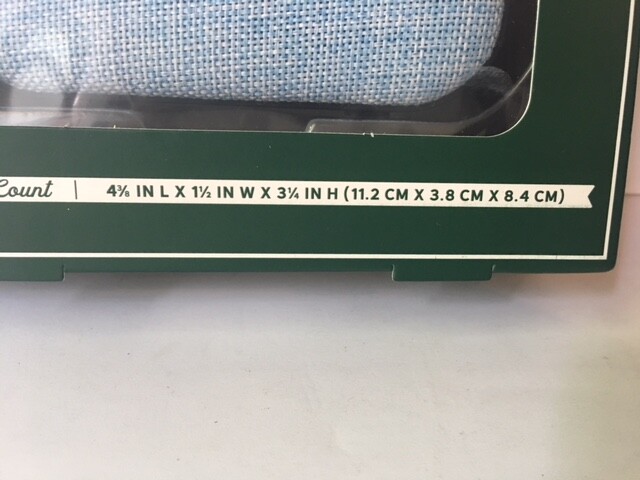 Count | 4⅜ IN L X 1½ IN W X 3¼ IN H (11.2 CM X 3.8 CM X 8.4 CM)